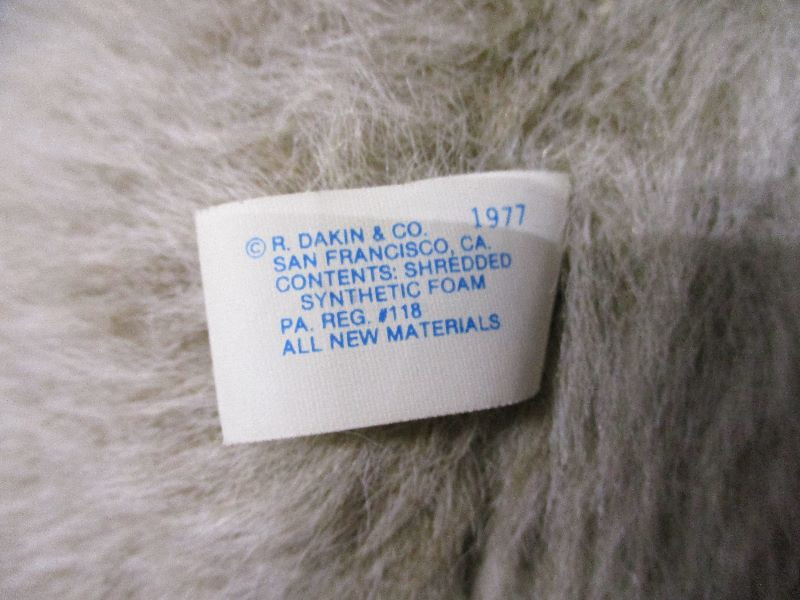 © R. DAKIN & CO. 1977
SAN FRANCISCO, CA.
CONTENTS: SHREDDED
SYNTHETIC FOAM
PA. REG. #118
ALL NEW MATERIALS